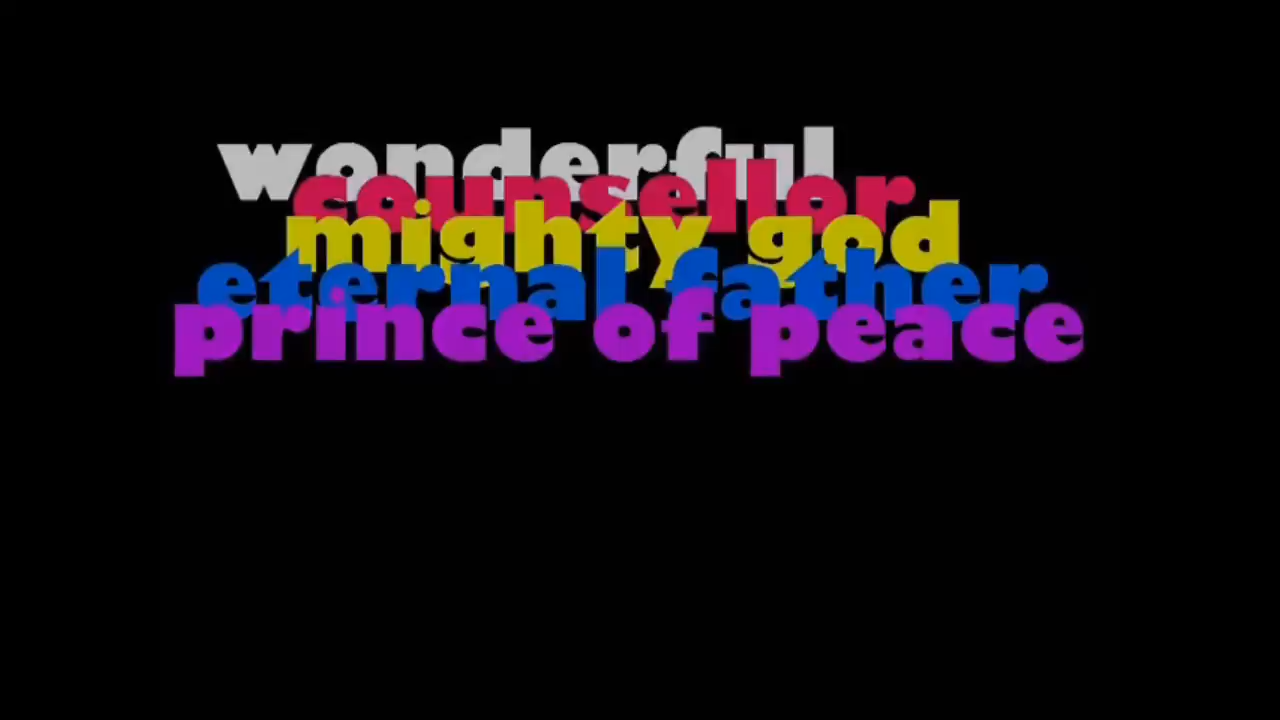 wonderful
counsellor
mighty god
eternal father
prince of peace